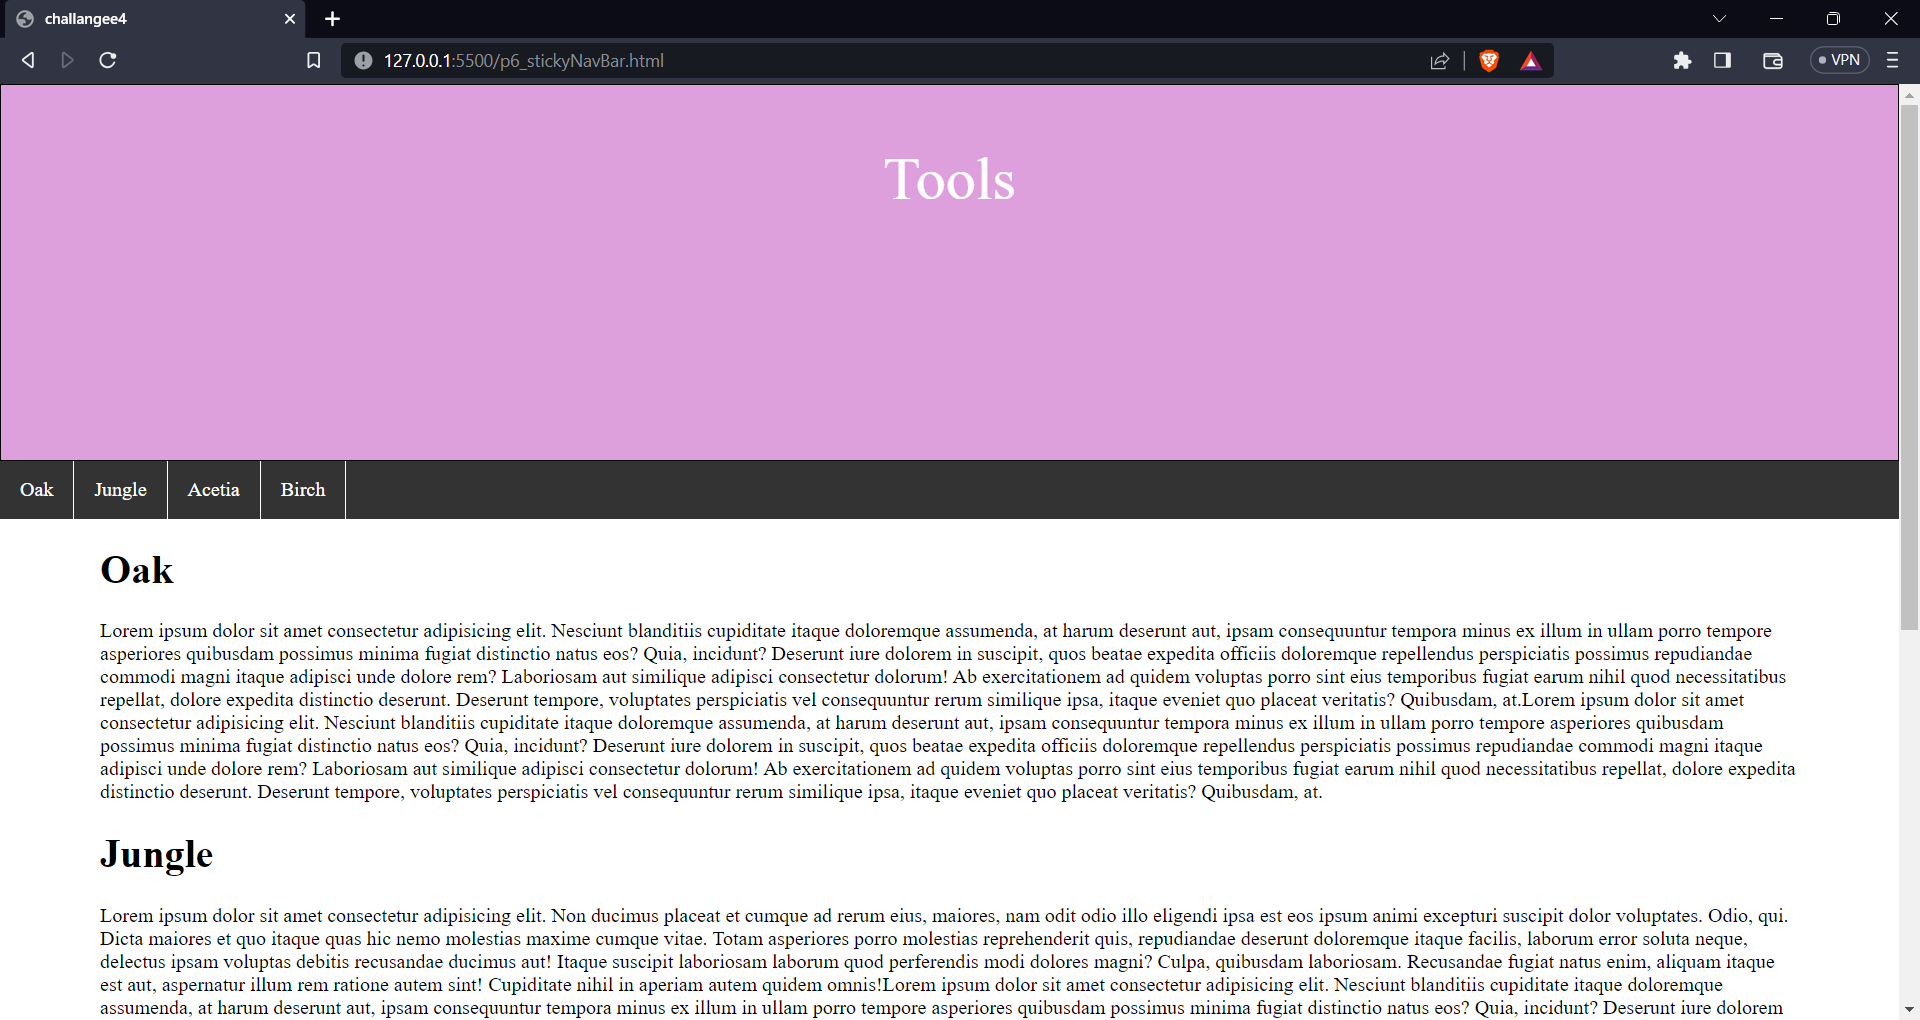 challangee4
127.0.0.1:5500/p6_stickyNavBar.html
VPN
Tools
Oak Jungle Acetia Birch
Oak
Lorem ipsum dolor sit amet consectetur adipisicing elit. Nesciunt blanditiis cupiditate itaque doloremque assumenda, at harum deserunt aut, ipsam consequuntur tempora minus ex illum in ullam porro tempore
asperiores quibusdam possimus minima fugiat distinctio natus eos? Quia, incidunt? Deserunt iure dolorem in suscipit, quos beatae expedita officiis doloremque repellendus perspiciatis possimus repudiandae
commodi magni itaque adipisci unde dolore rem? Laboriosam aut similique adipisci consectetur dolorum! Ab exercitationem ad quidem voluptas porro sint eius temporibus fugiat earum nihil quod necessitatibus
repellat, dolore expedita distinctio deserunt. Deserunt tempore, voluptates perspiciatis vel consequuntur rerum similique ipsa, itaque eveniet quo placeat veritatis? Quibusdam, at.Lorem ipsum dolor sit amet
consectetur adipisicing elit. Nesciunt blanditiis cupiditate itaque doloremque assumenda, at harum deserunt aut, ipsam consequuntur tempora minus ex illum in ullam porro tempore asperiores quibusdam
possimus minima fugiat distinctio natus eos? Quia, incidunt? Deserunt iure dolorem in suscipit, quos beatae expedita officiis doloremque repellendus perspiciatis possimus repudiandae commodi magni itaque
adipisci unde dolore rem? Laboriosam aut similique adipisci consectetur dolorum! Ab exercitationem ad quidem voluptas porro sint eius temporibus fugiat earum nihil quod necessitatibus repellat, dolore expedita
distinctio deserunt. Deserunt tempore, voluptates perspiciatis vel consequuntur rerum similique ipsa, itaque eveniet quo placeat veritatis? Quibusdam, at.
Jungle
Lorem ipsum dolor sit amet consectetur adipisicing elit. Non ducimus placeat et cumque ad rerum eius, maiores, nam odit odio illo eligendi ipsa est eos ipsum animi excepturi suscipit dolor voluptates. Odio, qui.
Dicta maiores et quo itaque quas hic nemo molestias maxime cumque vitae. Totam asperiores porro molestias reprehenderit quis, repudiandae deserunt doloremque itaque facilis, laborum error soluta neque,
delectus ipsam voluptas debitis recusandae ducimus aut! Itaque suscipit laboriosam laborum quod perferendis modi dolores magni? Culpa, quibusdam laboriosam. Recusandae fugiat natus enim, aliquam itaque
est aut, aspernatur illum rem ratione autem sint! Cupiditate nihil in aperiam autem quidem omnis!Lorem ipsum dolor sit amet consectetur adipisicing elit. Nesciunt blanditiis cupiditate itaque doloremque
assumenda, at harum deserunt aut, ipsam consequuntur tempora minus ex illum in ullam porro tempore asperiores quibusdam possimus minima fugiat distinctio natus eos? Quia, incidunt? Deserunt iure dolorem